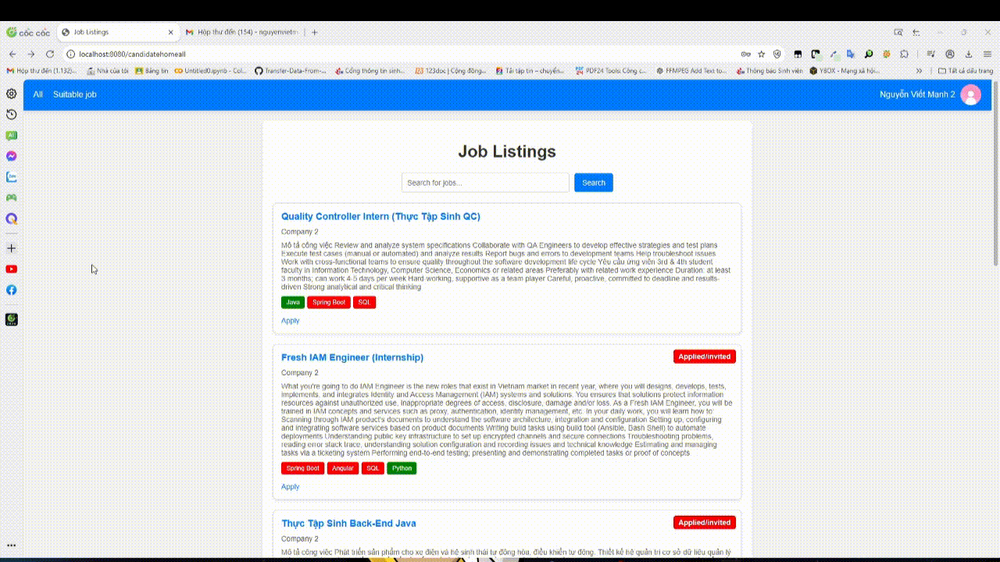 cốc cốc
Job Listings
Hộp thư đến (154) - nguyenvietm
localhost:8080/candidatehomeall
Hộp thư đến (1.132)...
Nhà của tôi
Bảng tin
Untitled0.ipynb - Col...
Transfer-Data-From-...
Cổng thông tin sinh...
123doc | Cộng đồng...
Tải tập tin – chuyển...
PDF24 Tools: Công c...
FFMPEG Add Text to...
Thông báo Sinh viên
YBOX - Mạng xã hội...
Tất cả dấu trang
All Suitable job
Nguyễn Viết Mạnh 2
Job Listings
Search for jobs...
Search
Quality Controller Intern (Thực Tập Sinh QC)
Company 2
Mô tả công việc Review and analyze system specifications Collaborate with QA Engineers to develop effective strategies and test plans
Execute test cases (manual or automated) and analyze results Report bugs and errors to development teams Help troubleshoot issues
Work with cross-functional teams to ensure quality throughout the software development life cycle Yêu cầu ứng viên 3rd & 4th student
faculty in Information Technology, Computer Science, Economics or related areas Preferably with related work experience Duration: at least
3 months; can work 4-5 days per week Hard-working, supportive as a team player Careful, proactive, committed to deadline and results-
driven Strong analytical and critical thinking
Java Spring Boot SQL
Apply
Fresh IAM Engineer (Internship)
Applied/invited
Company 2
What you're going to do IAM Engineer is the new roles that exist in Vietnam market in recent year, where you will designs, develops, tests,
implements, and integrates Identity and Access Management (IAM) systems and solutions. You ensures that solutions protect information
resources against unauthorized use, inappropriate degrees of access, disclosure, damage and/or loss. As a Fresh IAM Engineer, you will be
trained in IAM concepts and services such as proxy, authentication, identity management, etc. In your daily work, you will learn how to:
Scanning through IAM product's documents to understand the software architecture, integration and configuration Setting up, configuring
and integrating software services based on product documents Writing build tasks using build tool (Ansible, Bash Shell) to automate
deployments Understanding public key infrastructure to set up encrypted channels and secure connections Troubleshooting problems,
reading error stack trace, understanding solution configuration and recording issues and technical knowledge Estimating and managing
tasks via a ticketing system Performing end-to-end testing; presenting and demonstrating completed tasks or proof of concepts
Spring Boot Angular SQL Python
Apply
Thực Tập Sinh Back-End Java
Applied/invited
Company 2
Mô tả công việc Phát triển sản phẩm cho xe điện và hệ sinh thái tự động hóa, điều khiển tự động. Thiết kế hệ quản trị cơ sở dữ liệu quản lý